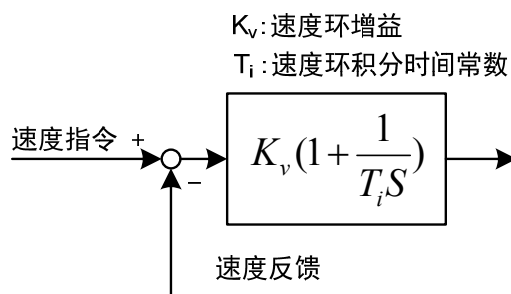 Kᵥ:速度环增益
Tᵢ:速度环积分时间常数
速度指令 +
−
Kᵥ(1+1/(TᵢS))
速度反馈